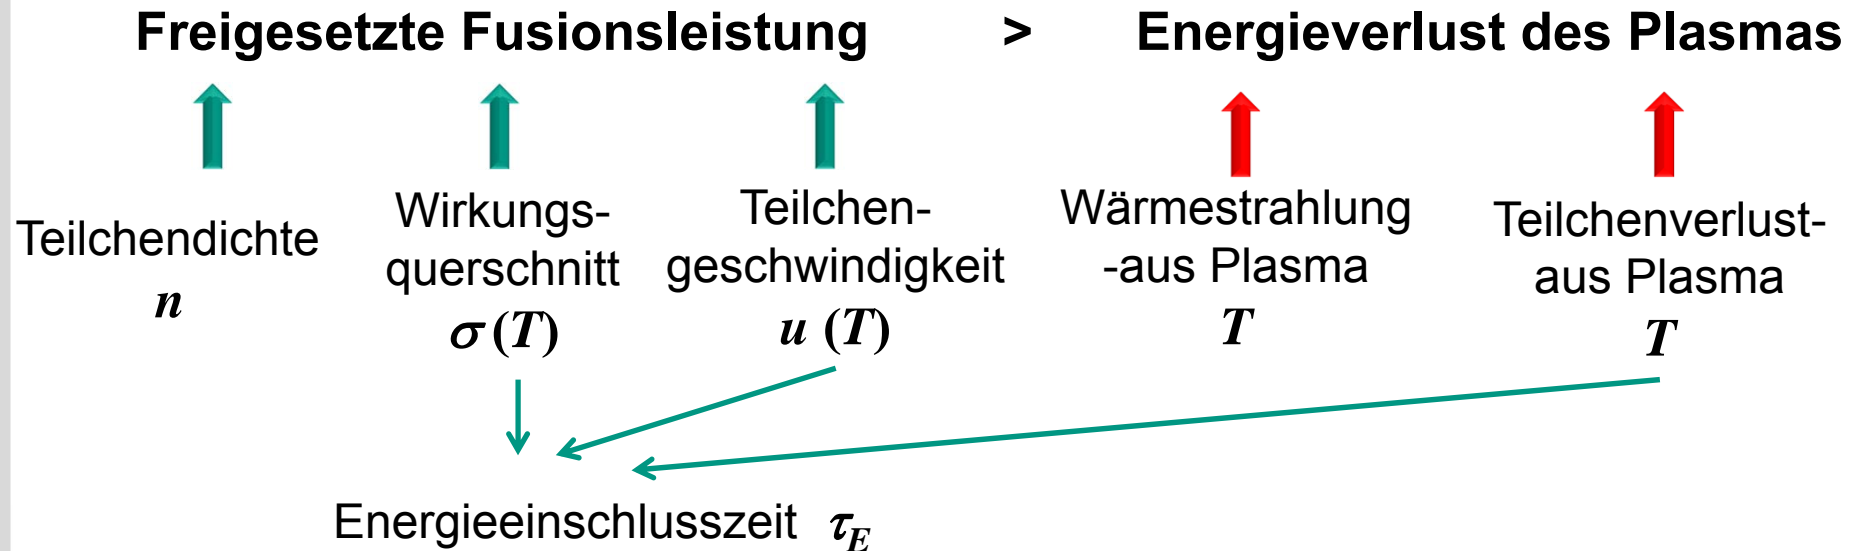 Freigesetzte Fusionsleistung > Energieverlust des Plasmas
Teilchendichte
n
Wirkungs-
querschnitt
σ (T)
Teilchen-
geschwindigkeit
u (T)
Wärmestrahlung
-aus Plasma
T
Teilchenverlust-
aus Plasma
T
Energieeinschlusszeit τE